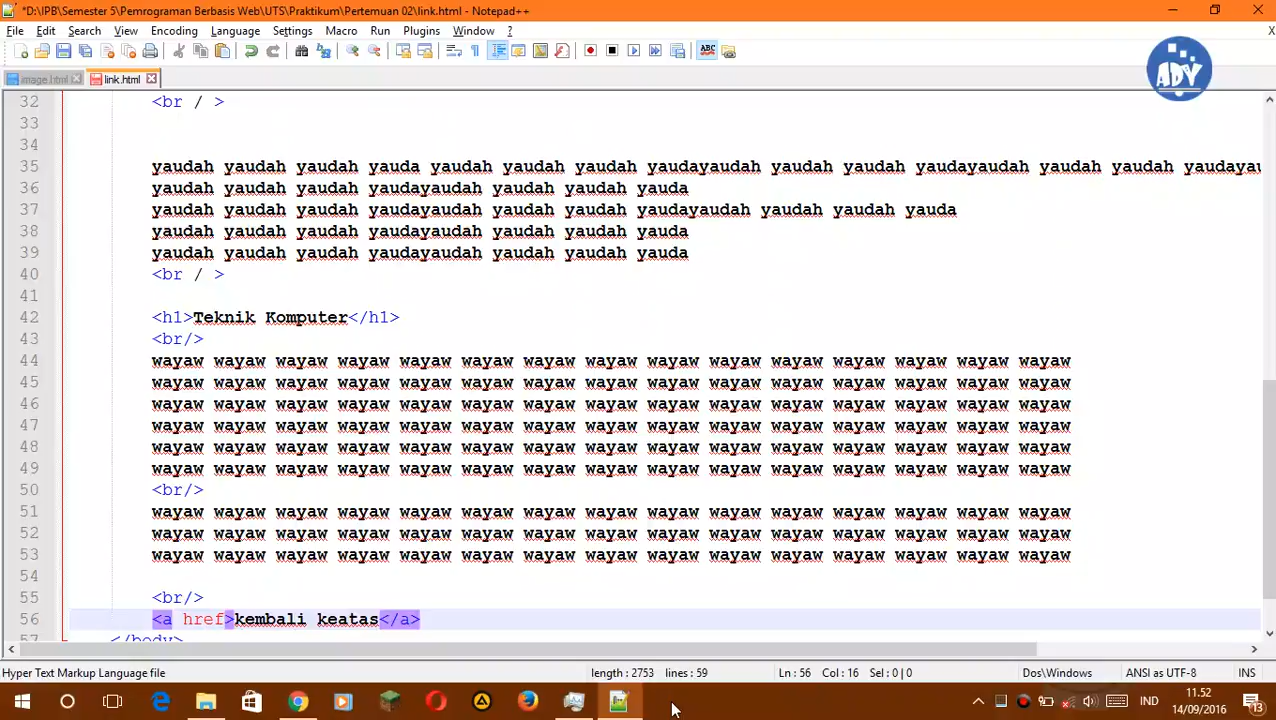 *D:\IPB\Semester 5\Pemrograman Berbasis Web\UTS\Praktikum\Pertemuan 02\link.html - Notepad++
File Edit Search View Encoding Language Settings Macro Run Plugins Window ? X
image.html link.html
ADY
32 <br / >
33
34
35 yaudah yaudah yaudah yauda yaudah yaudah yaudah yaudayaudah yaudah yaudah yaudayaudah yaudah yaudah yaudayau
36 yaudah yaudah yaudah yaudayaudah yaudah yaudah yauda
37 yaudah yaudah yaudah yaudayaudah yaudah yaudah yaudayaudah yaudah yaudah yauda
38 yaudah yaudah yaudah yaudayaudah yaudah yaudah yauda
39 yaudah yaudah yaudah yaudayaudah yaudah yaudah yauda
40 <br / >
41
42 <h1>Teknik Komputer</h1>
43 <br/>
44 wayaw wayaw wayaw wayaw wayaw wayaw wayaw wayaw wayaw wayaw wayaw wayaw wayaw wayaw wayaw
45 wayaw wayaw wayaw wayaw wayaw wayaw wayaw wayaw wayaw wayaw wayaw wayaw wayaw wayaw wayaw
46 wayaw wayaw wayaw wayaw wayaw wayaw wayaw wayaw wayaw wayaw wayaw wayaw wayaw wayaw wayaw
47 wayaw wayaw wayaw wayaw wayaw wayaw wayaw wayaw wayaw wayaw wayaw wayaw wayaw wayaw wayaw
48 wayaw wayaw wayaw wayaw wayaw wayaw wayaw wayaw wayaw wayaw wayaw wayaw wayaw wayaw wayaw
49 wayaw wayaw wayaw wayaw wayaw wayaw wayaw wayaw wayaw wayaw wayaw wayaw wayaw wayaw wayaw
50 <br/>
51 wayaw wayaw wayaw wayaw wayaw wayaw wayaw wayaw wayaw wayaw wayaw wayaw wayaw wayaw wayaw
52 wayaw wayaw wayaw wayaw wayaw wayaw wayaw wayaw wayaw wayaw wayaw wayaw wayaw wayaw wayaw
53 wayaw wayaw wayaw wayaw wayaw wayaw wayaw wayaw wayaw wayaw wayaw wayaw wayaw wayaw wayaw
54
55 <br/>
56 <a href>kembali keatas</a>
57 </body>
Hyper Text Markup Language file length : 2753 lines : 59 Ln : 56 Col : 16 Sel : 0 | 0 Dos\Windows ANSI as UTF-8 INS
IND 11.52
14/09/2016 13